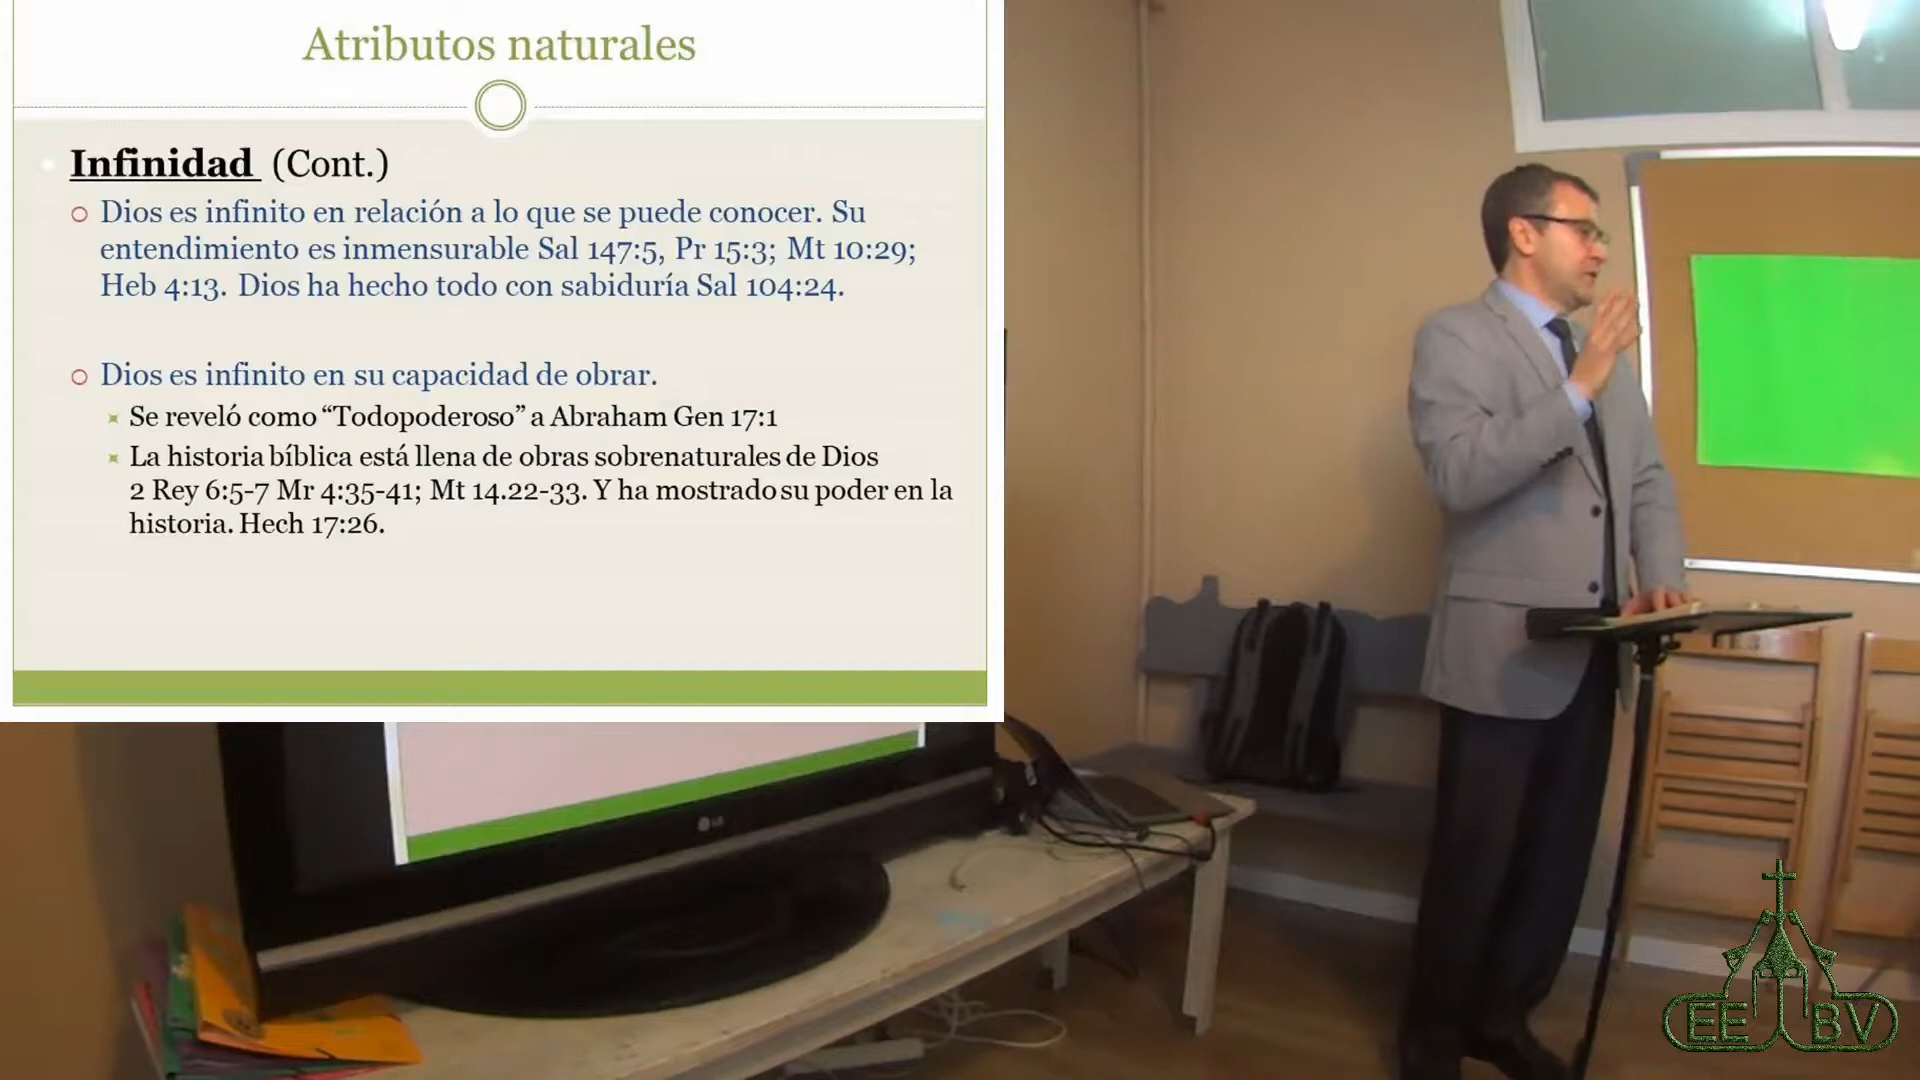 Atributos naturales
Infinidad (Cont.)
Dios es infinito en relación a lo que se puede conocer. Su
entendimiento es inmensurable Sal 147:5, Pr 15:3; Mt 10:29;
Heb 4:13. Dios ha hecho todo con sabiduría Sal 104:24.
Dios es infinito en su capacidad de obrar.
Se reveló como “Todopoderoso” a Abraham Gen 17:1
La historia bíblica está llena de obras sobrenaturales de Dios
2 Rey 6:5-7 Mr 4:35-41; Mt 14.22-33. Y ha mostrado su poder en la
historia. Hech 17:26.
LG
EE BV